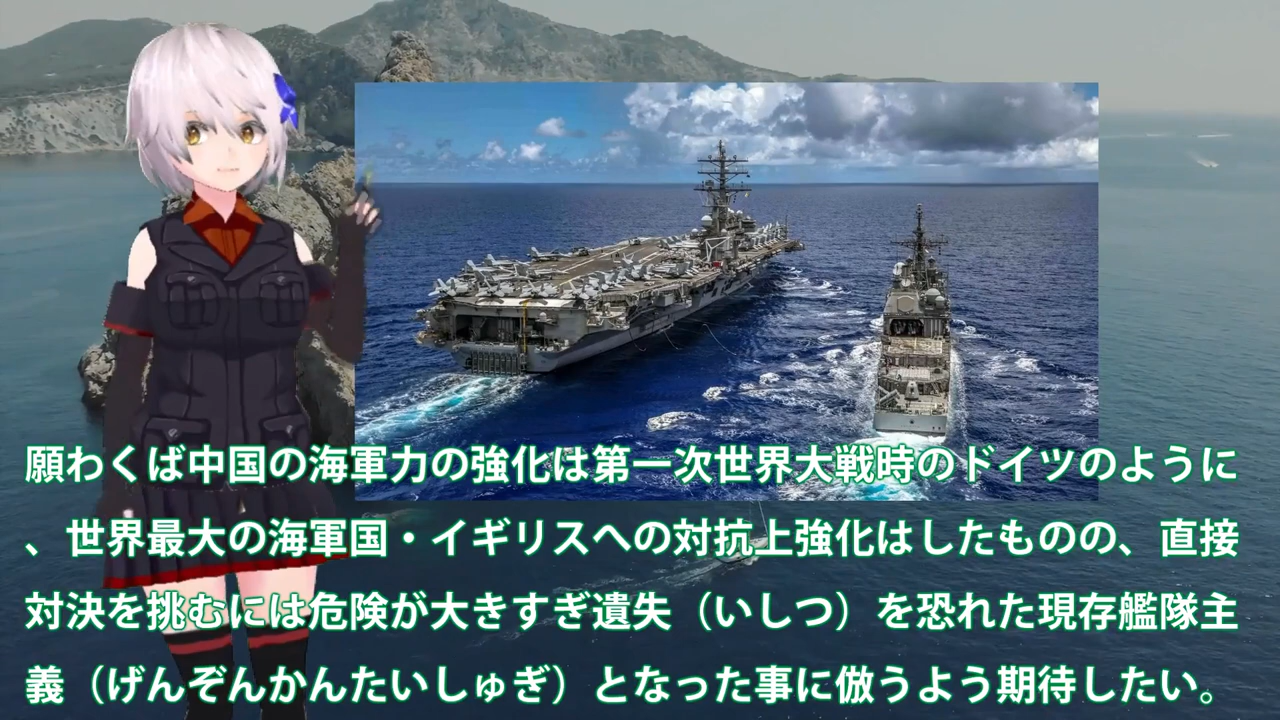 願わくば中国の海軍力の強化は第一次世界大戦時のドイツのように
、世界最大の海軍国・イギリスへの対抗上強化はしたものの、直接
対決を挑むには危険が大きすぎ遺失（いしつ）を恐れた現存艦隊主
義（げんぞんかんたいしゅぎ）となった事に倣うよう期待したい。